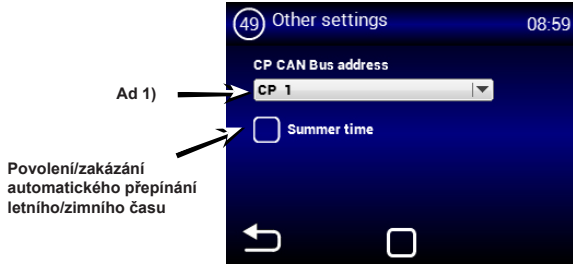 49 Other settings 08:59
CP CAN Bus address
Ad 1)
CP 1
Summer time
Povolení/zakázání
automatického přepínání
letního/zimního času